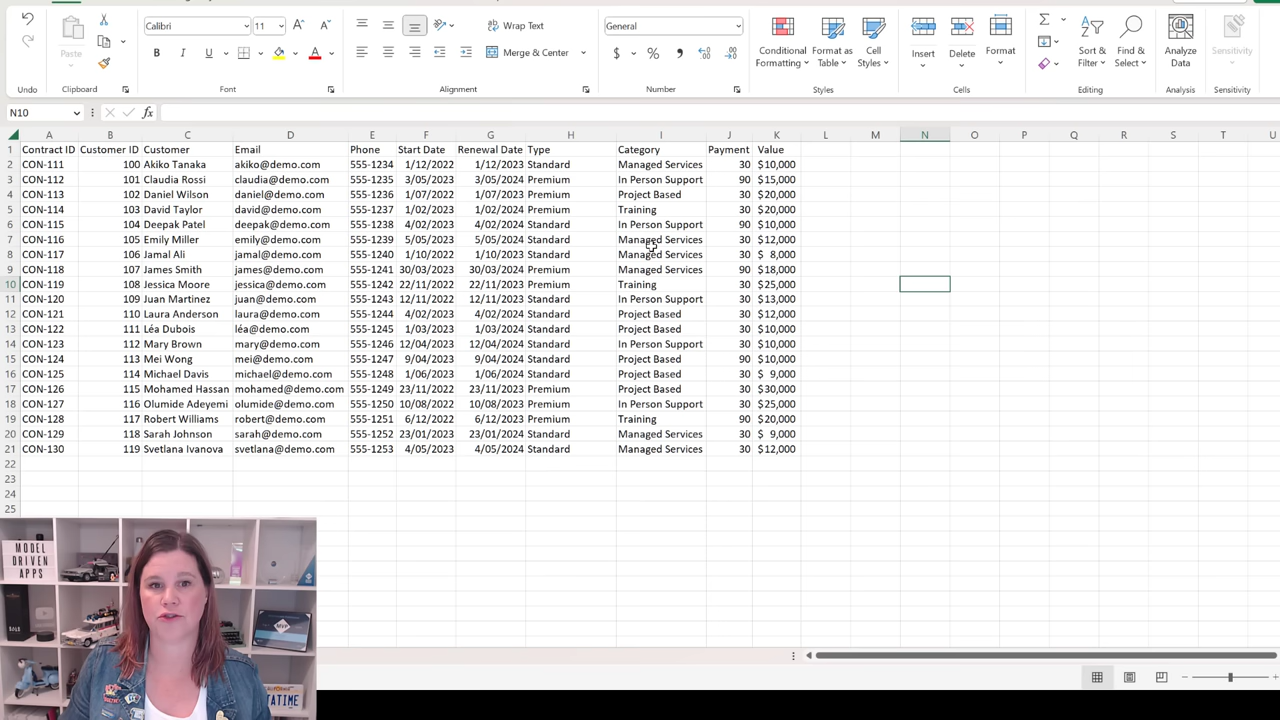 Calibri 11 Wrap Text General
Paste Merge & Center Conditional Formatting Format as Table Cell Styles Insert Delete Format Sort & Filter Find & Select Analyze Data Sensitivity
Clipboard Font Alignment Number Styles Cells Editing Analysis Sensitivity
N10
A B C D E F G H I J K L M N O P Q R S T U
1 Contract ID Customer ID Customer Email Phone Start Date Renewal Date Type Category Payment Value
2 CON-111 100 Akiko Tanaka akiko@demo.com 555-1234 1/12/2022 1/12/2023 Standard Managed Services 30 $10,000
3 CON-112 101 Claudia Rossi claudia@demo.com 555-1235 3/05/2023 3/05/2024 Premium In Person Support 90 $15,000
4 CON-113 102 Daniel Wilson daniel@demo.com 555-1236 1/07/2022 1/07/2023 Premium Project Based 30 $20,000
5 CON-114 103 David Taylor david@demo.com 555-1237 1/02/2023 1/02/2024 Premium Training 30 $20,000
6 CON-115 104 Deepak Patel deepak@demo.com 555-1238 4/02/2023 4/02/2024 Standard In Person Support 90 $10,000
7 CON-116 105 Emily Miller emily@demo.com 555-1239 5/05/2023 5/05/2024 Standard Managed Services 30 $12,000
8 CON-117 106 Jamal Ali jamal@demo.com 555-1240 1/10/2022 1/10/2023 Standard Managed Services 30 $ 8,000
9 CON-118 107 James Smith james@demo.com 555-1241 30/03/2023 30/03/2024 Premium Managed Services 90 $18,000
10 CON-119 108 Jessica Moore jessica@demo.com 555-1242 22/11/2022 22/11/2023 Premium Training 30 $25,000
11 CON-120 109 Juan Martinez juan@demo.com 555-1243 12/11/2022 12/11/2023 Standard In Person Support 30 $13,000
12 CON-121 110 Laura Anderson laura@demo.com 555-1244 4/02/2023 4/02/2024 Standard Project Based 30 $12,000
13 CON-122 111 Léa Dubois léa@demo.com 555-1245 1/03/2023 1/03/2024 Standard Project Based 30 $10,000
14 CON-123 112 Mary Brown mary@demo.com 555-1246 12/04/2023 12/04/2024 Standard In Person Support 30 $10,000
15 CON-124 113 Mei Wong mei@demo.com 555-1247 9/04/2023 9/04/2024 Standard Project Based 90 $10,000
16 CON-125 114 Michael Davis michael@demo.com 555-1248 1/06/2023 1/06/2024 Standard Project Based 30 $ 9,000
17 CON-126 115 Mohamed Hassan mohamed@demo.com 555-1249 23/11/2022 23/11/2023 Premium Project Based 30 $30,000
18 CON-127 116 Olumide Adeyemi olumide@demo.com 555-1250 10/08/2022 10/08/2023 Premium In Person Support 30 $25,000
19 CON-128 117 Robert Williams robert@demo.com 555-1251 6/12/2022 6/12/2023 Premium Training 90 $20,000
20 CON-129 118 Sarah Johnson sarah@demo.com 555-1252 23/01/2023 23/01/2024 Standard Managed Services 30 $ 9,000
21 CON-130 119 Svetlana Ivanova svetlana@demo.com 555-1253 4/05/2023 4/05/2024 Standard Managed Services 30 $12,000
22
23
24
25
MODEL
DRIVEN
APPS
MVP
CALIFORNIA